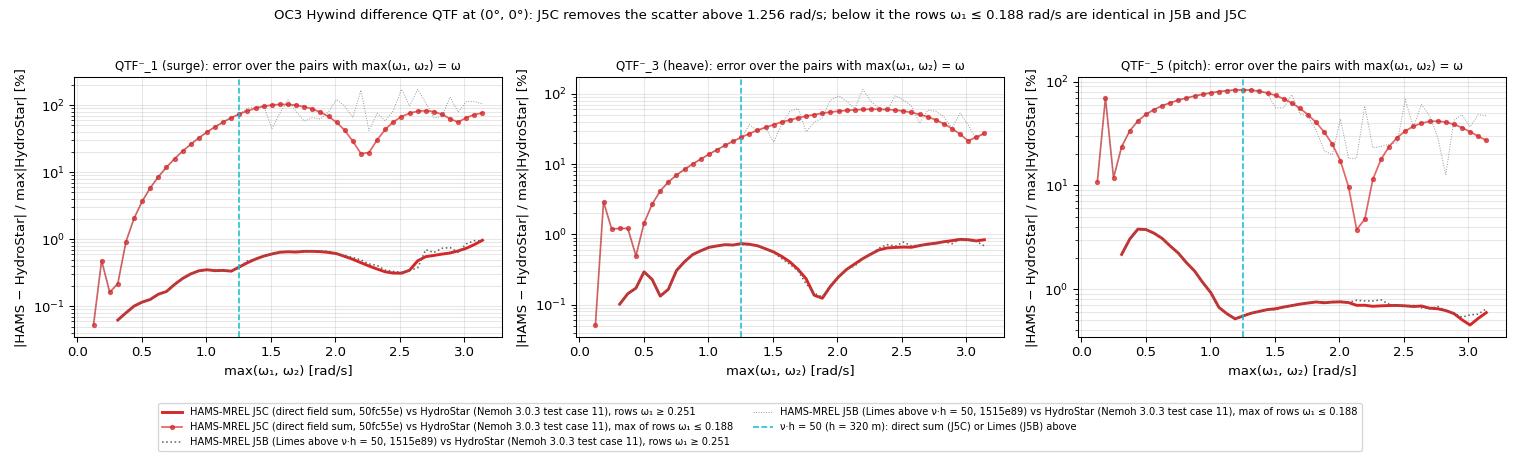 OC3 Hywind difference QTF at (0°, 0°): J5C removes the scatter above 1.256 rad/s; below it the rows ω₁ ≤ 0.188 rad/s are identical in J5B and J5C
QTF⁻_1 (surge): error over the pairs with max(ω₁, ω₂) = ω
|HAMS − HydroStar| / max|HydroStar| [%]
10²
10¹
10⁰
10⁻¹
0.0 0.5 1.0 1.5 2.0 2.5 3.0
max(ω₁, ω₂) [rad/s]
QTF⁻_3 (heave): error over the pairs with max(ω₁, ω₂) = ω
|HAMS − HydroStar| / max|HydroStar| [%]
10²
10¹
10⁰
10⁻¹
0.0 0.5 1.0 1.5 2.0 2.5 3.0
max(ω₁, ω₂) [rad/s]
QTF⁻_5 (pitch): error over the pairs with max(ω₁, ω₂) = ω
|HAMS − HydroStar| / max|HydroStar| [%]
10²
10¹
10⁰
0.0 0.5 1.0 1.5 2.0 2.5 3.0
max(ω₁, ω₂) [rad/s]
HAMS-MREL J5C (direct field sum, 50fc55e) vs HydroStar (Nemoh 3.0.3 test case 11), rows ω₁ ≥ 0.251
HAMS-MREL J5C (direct field sum, 50fc55e) vs HydroStar (Nemoh 3.0.3 test case 11), max of rows ω₁ ≤ 0.188
HAMS-MREL J5B (Limes above ν·h = 50, 1515e89) vs HydroStar (Nemoh 3.0.3 test case 11), rows ω₁ ≥ 0.251
HAMS-MREL J5B (Limes above ν·h = 50, 1515e89) vs HydroStar (Nemoh 3.0.3 test case 11), max of rows ω₁ ≤ 0.188
ν·h = 50 (h = 320 m): direct sum (J5C) or Limes (J5B) above